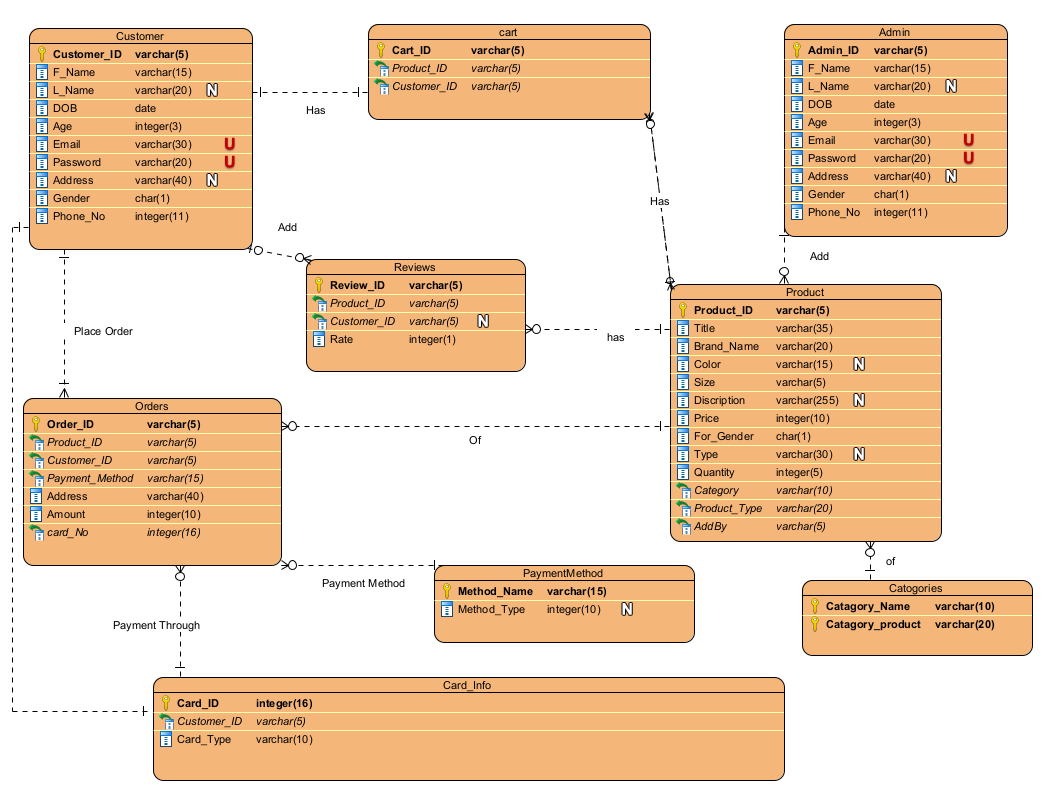 Customer
Customer_ID varchar(5)
F_Name varchar(15)
L_Name varchar(20) N
DOB date
Age integer(3)
Email varchar(30) U
Password varchar(20) U
Address varchar(40) N
Gender char(1)
Phone_No integer(11)
cart
Cart_ID varchar(5)
Product_ID varchar(5)
Customer_ID varchar(5)
Admin
Admin_ID varchar(5)
F_Name varchar(15)
L_Name varchar(20) N
DOB date
Age integer(3)
Email varchar(30) U
Password varchar(20) U
Address varchar(40) N
Gender char(1)
Phone_No integer(11)
Has
Has
Add
Add
Reviews
Review_ID varchar(5)
Product_ID varchar(5)
Customer_ID varchar(5) N
Rate integer(1)
Place Order
has
Product
Product_ID varchar(5)
Title varchar(35)
Brand_Name varchar(20)
Color varchar(15) N
Size varchar(5)
Discription varchar(255) N
Price integer(10)
For_Gender char(1)
Type varchar(30) N
Quantity integer(5)
Category varchar(10)
Product_Type varchar(20)
AddBy varchar(5)
Orders
Order_ID varchar(5)
Product_ID varchar(5)
Customer_ID varchar(5)
Payment_Method varchar(15)
Address varchar(40)
Amount integer(10)
card_No integer(16)
Of
of
Payment Method
PaymentMethod
Method_Name varchar(15)
Method_Type integer(10) N
Catogories
Catagory_Name varchar(10)
Catagory_product varchar(20)
Payment Through
Card_Info
Card_ID integer(16)
Customer_ID varchar(5)
Card_Type varchar(10)